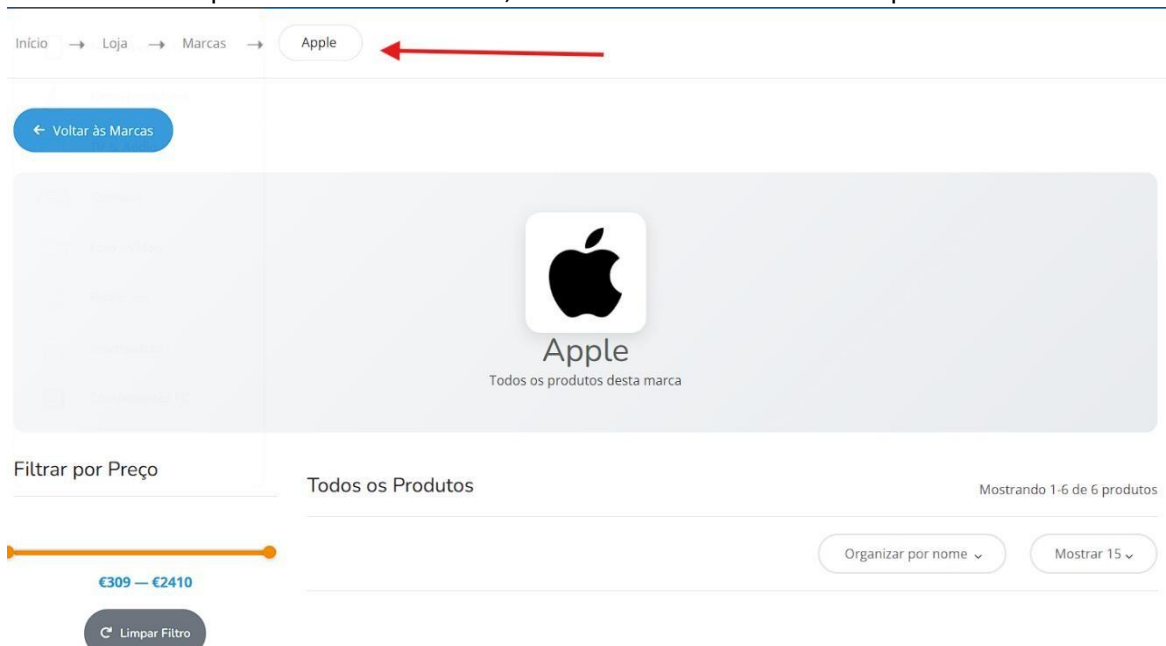 Início → Loja → Marcas → Apple
← Voltar às Marcas
Apple
Todos os produtos desta marca
Filtrar por Preço
€309 — €2410
Limpar Filtro
Todos os Produtos
Mostrando 1-6 de 6 produtos
Organizar por nome
Mostrar 15